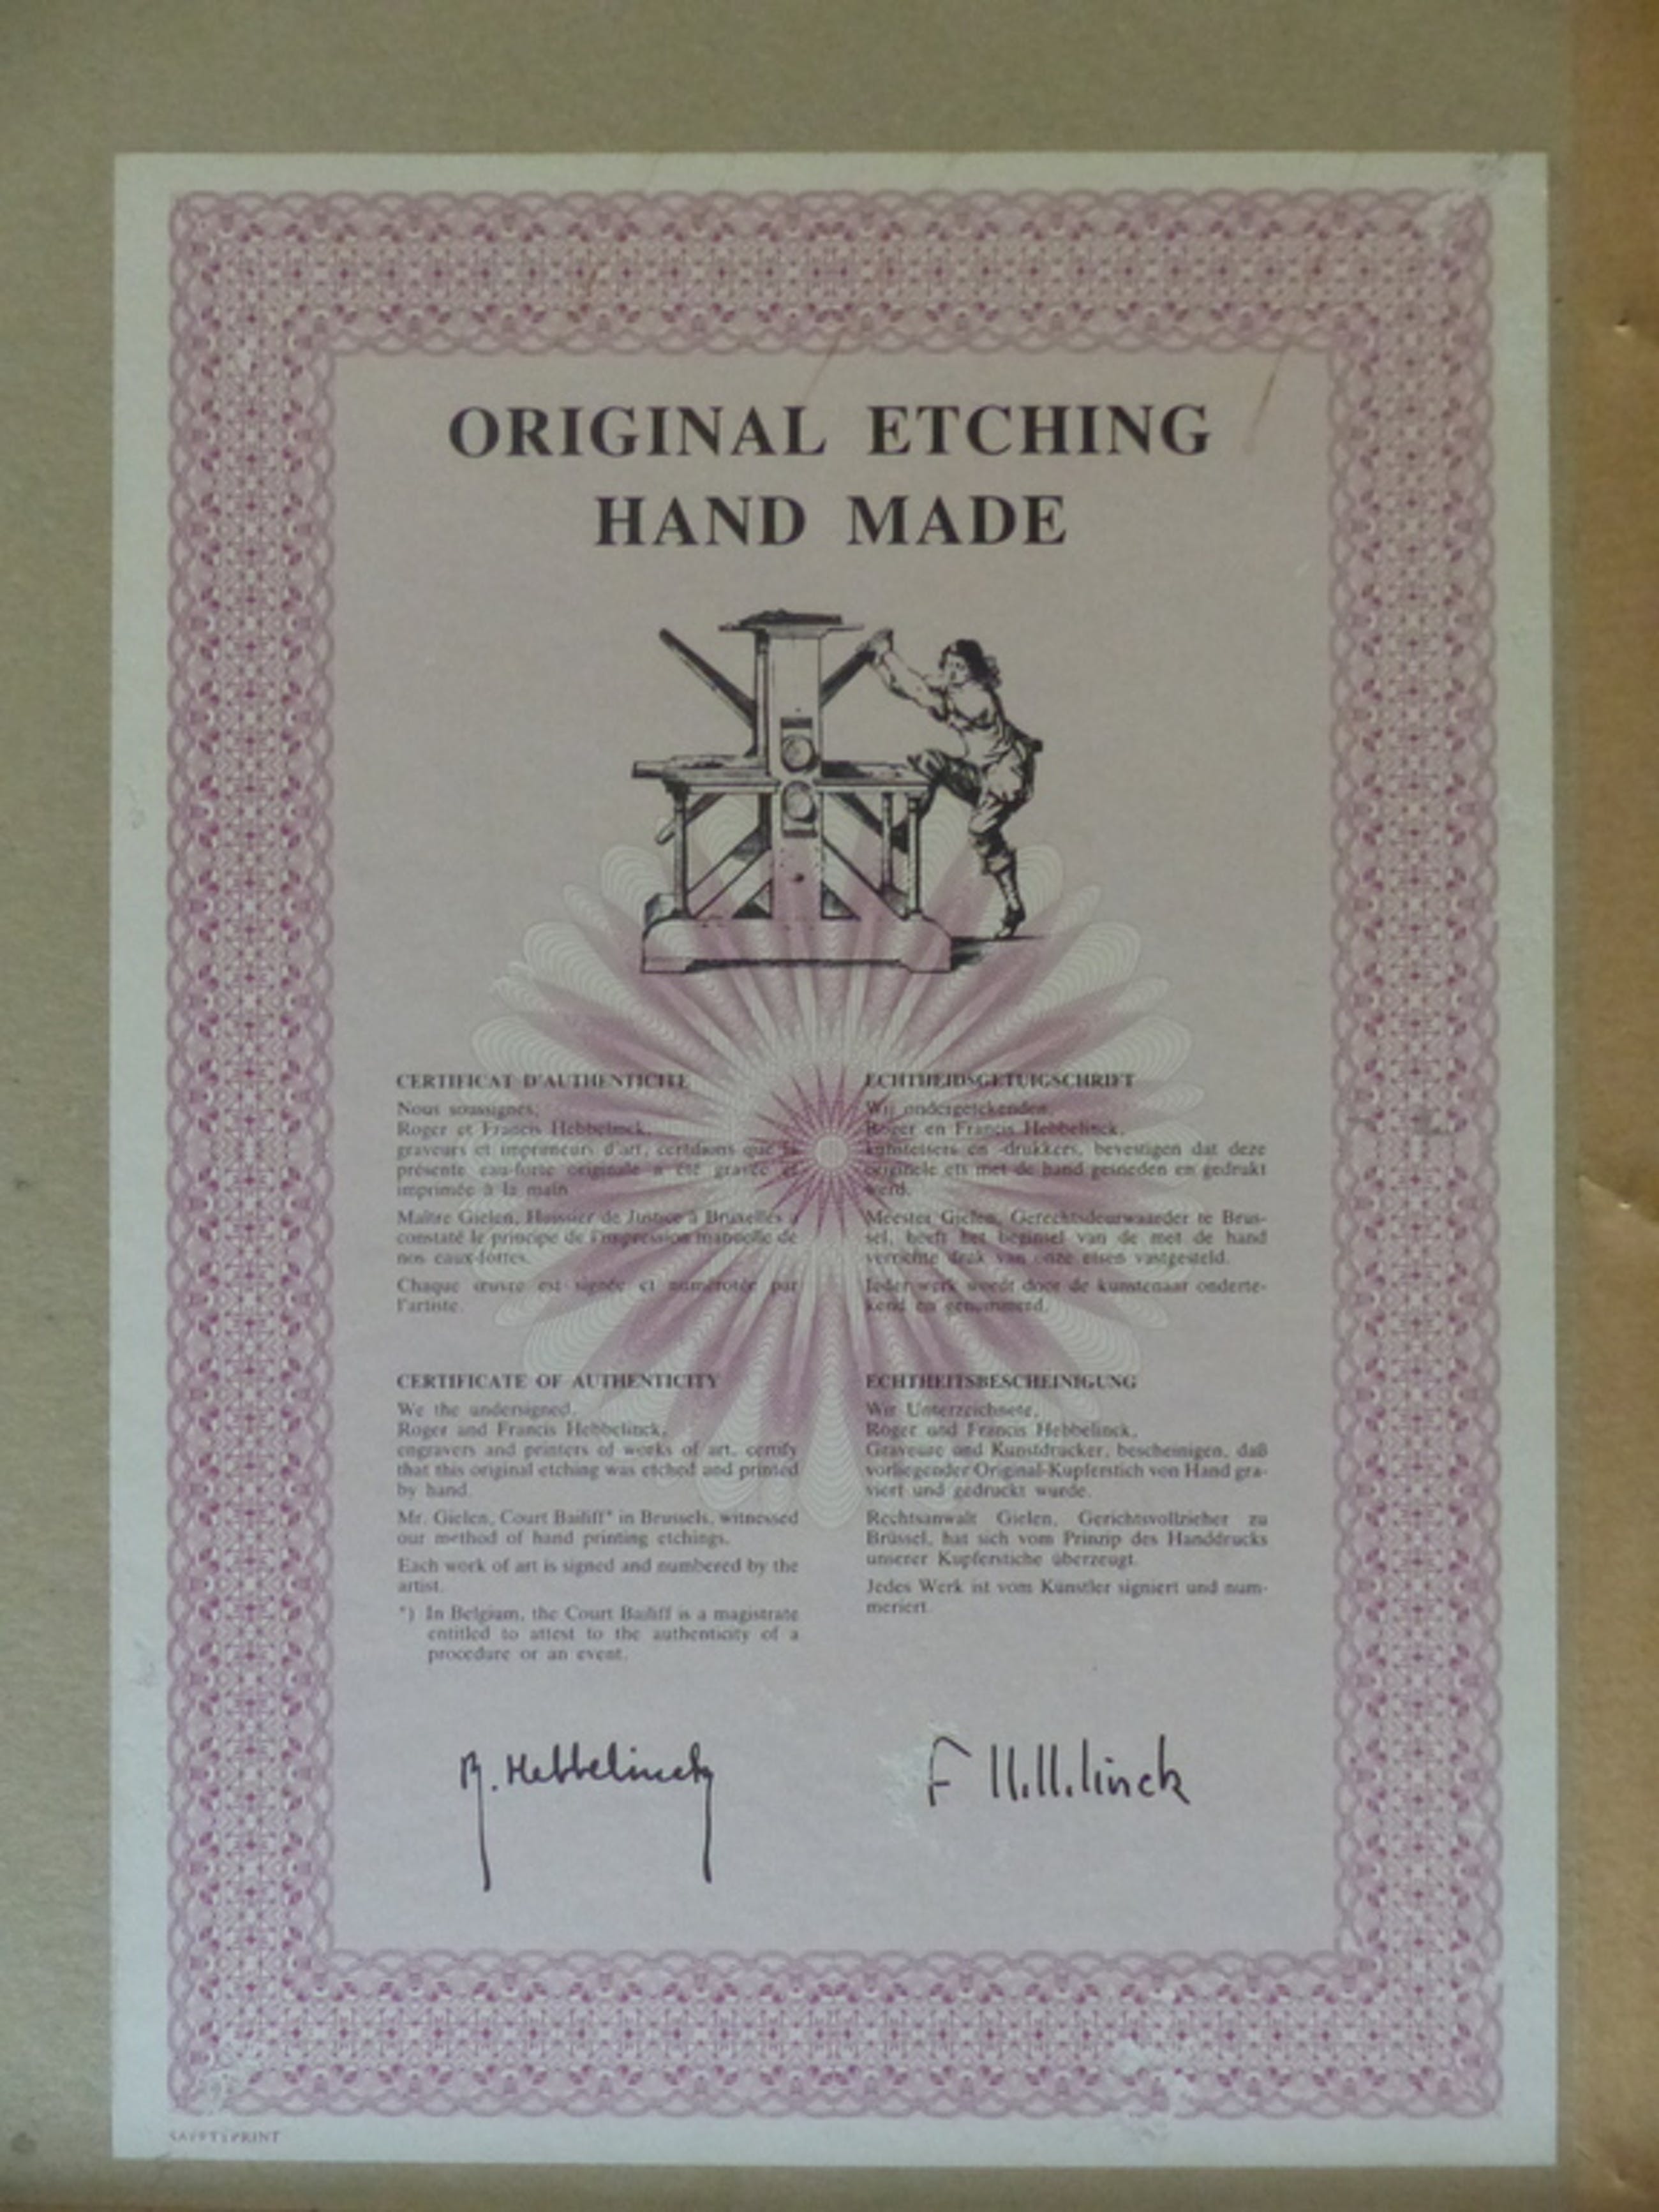 ORIGINAL ETCHING
HAND MADE
CERTIFICAT D'AUTHENTICITE
Nous soussignés,
Roger et Francis Hebbelinck,
graveurs et imprimeurs d'art, certifions que la
présente eau-forte originale a été gravée et
imprimée à la main.
Maître Gielen, Huissier de Justice à Bruxelles a
constaté le principe de l'impression manuelle de
nos eaux-fortes.
Chaque œuvre est signée et numérotée par
l'artiste.
ECHTHEIDSGETUIGSCHRIFT
Wij ondergetekenden,
Roger en Francis Hebbelinck,
kunstetsers en -drukkers, bevestigen dat deze
originele ets met de hand gesneden en gedrukt
werd.
Meester Gielen, Gerechtsdeurwaarder te Brus-
sel, heeft het beginsel van de met de hand
verrichte druk van onze etsen vastgesteld.
Ieder werk wordt door de kunstenaar onderte-
kend en genummerd.
CERTIFICATE OF AUTHENTICITY
We the undersigned,
Roger and Francis Hebbelinck,
engravers and printers of works of art, certify
that this original etching was etched and printed
by hand.
Mr. Gielen, Court Bailiff* in Brussels, witnessed
our method of hand printing etchings.
Each work of art is signed and numbered by the
artist.
*) In Belgium, the Court Bailiff is a magistrate
entitled to attest to the authenticity of a
procedure or an event.
ECHTHEITSBESCHEINIGUNG
Wir Unterzeichnete,
Roger und Francis Hebbelinck,
Graveure und Kunstdrucker, bescheinigen, daß
vorliegender Original-Kupferstich von Hand gra-
viert und gedruckt wurde.
Rechtsanwalt Gielen, Gerichtsvollzieher zu
Brüssel, hat sich vom Prinzip des Handdrucks
unserer Kupferstiche überzeugt.
Jedes Werk ist vom Künstler signiert und num-
meriert.
R. Hebbelinck
F Hebbelinck
SAFETYPRINT